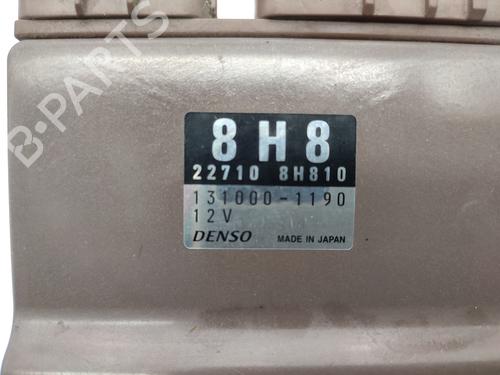 B-PARTS
8H8
22710 8H810
131000-1190
12V
DENSO MADE IN JAPAN